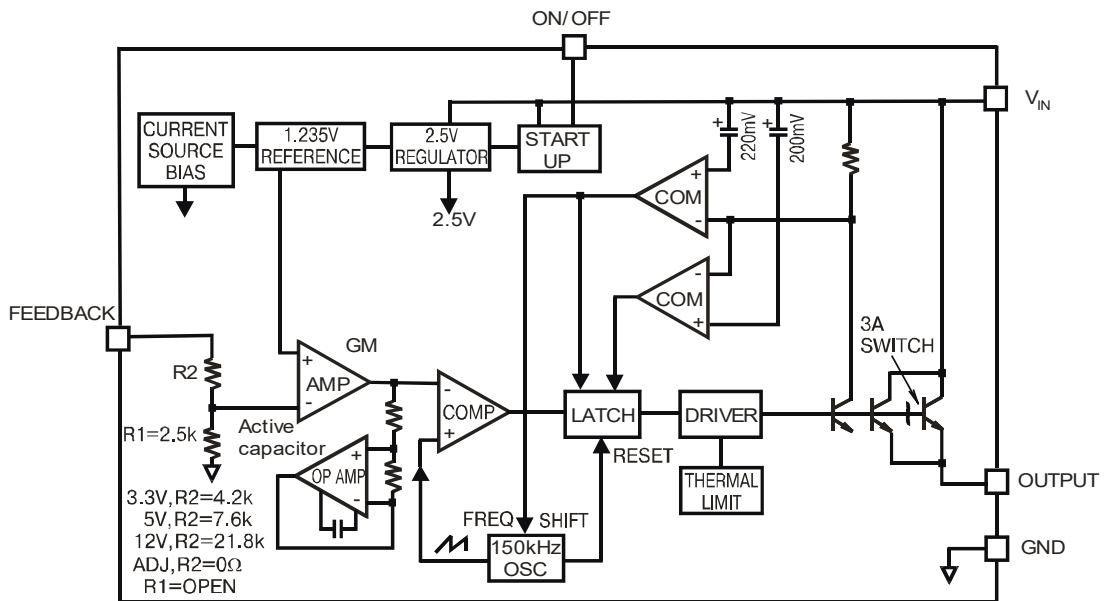 ON/OFF
V_IN
CURRENT
SOURCE
BIAS
1.235V
REFERENCE
2.5V
REGULATOR
START
UP
2.5V
+
220mV
+
200mV
+
COM
-
-
COM
+
FEEDBACK
R2
R1=2.5k
3.3V,R2=4.2k
5V,R2=7.6k
12V,R2=21.8k
ADJ,R2=0Ω
R1=OPEN
GM
+
AMP
-
Active
capacitor
+
OP AMP
-
-
COMP
+
LATCH
RESET
DRIVER
THERMAL
LIMIT
3A
SWITCH
FREQ SHIFT
150kHz
OSC
OUTPUT
GND